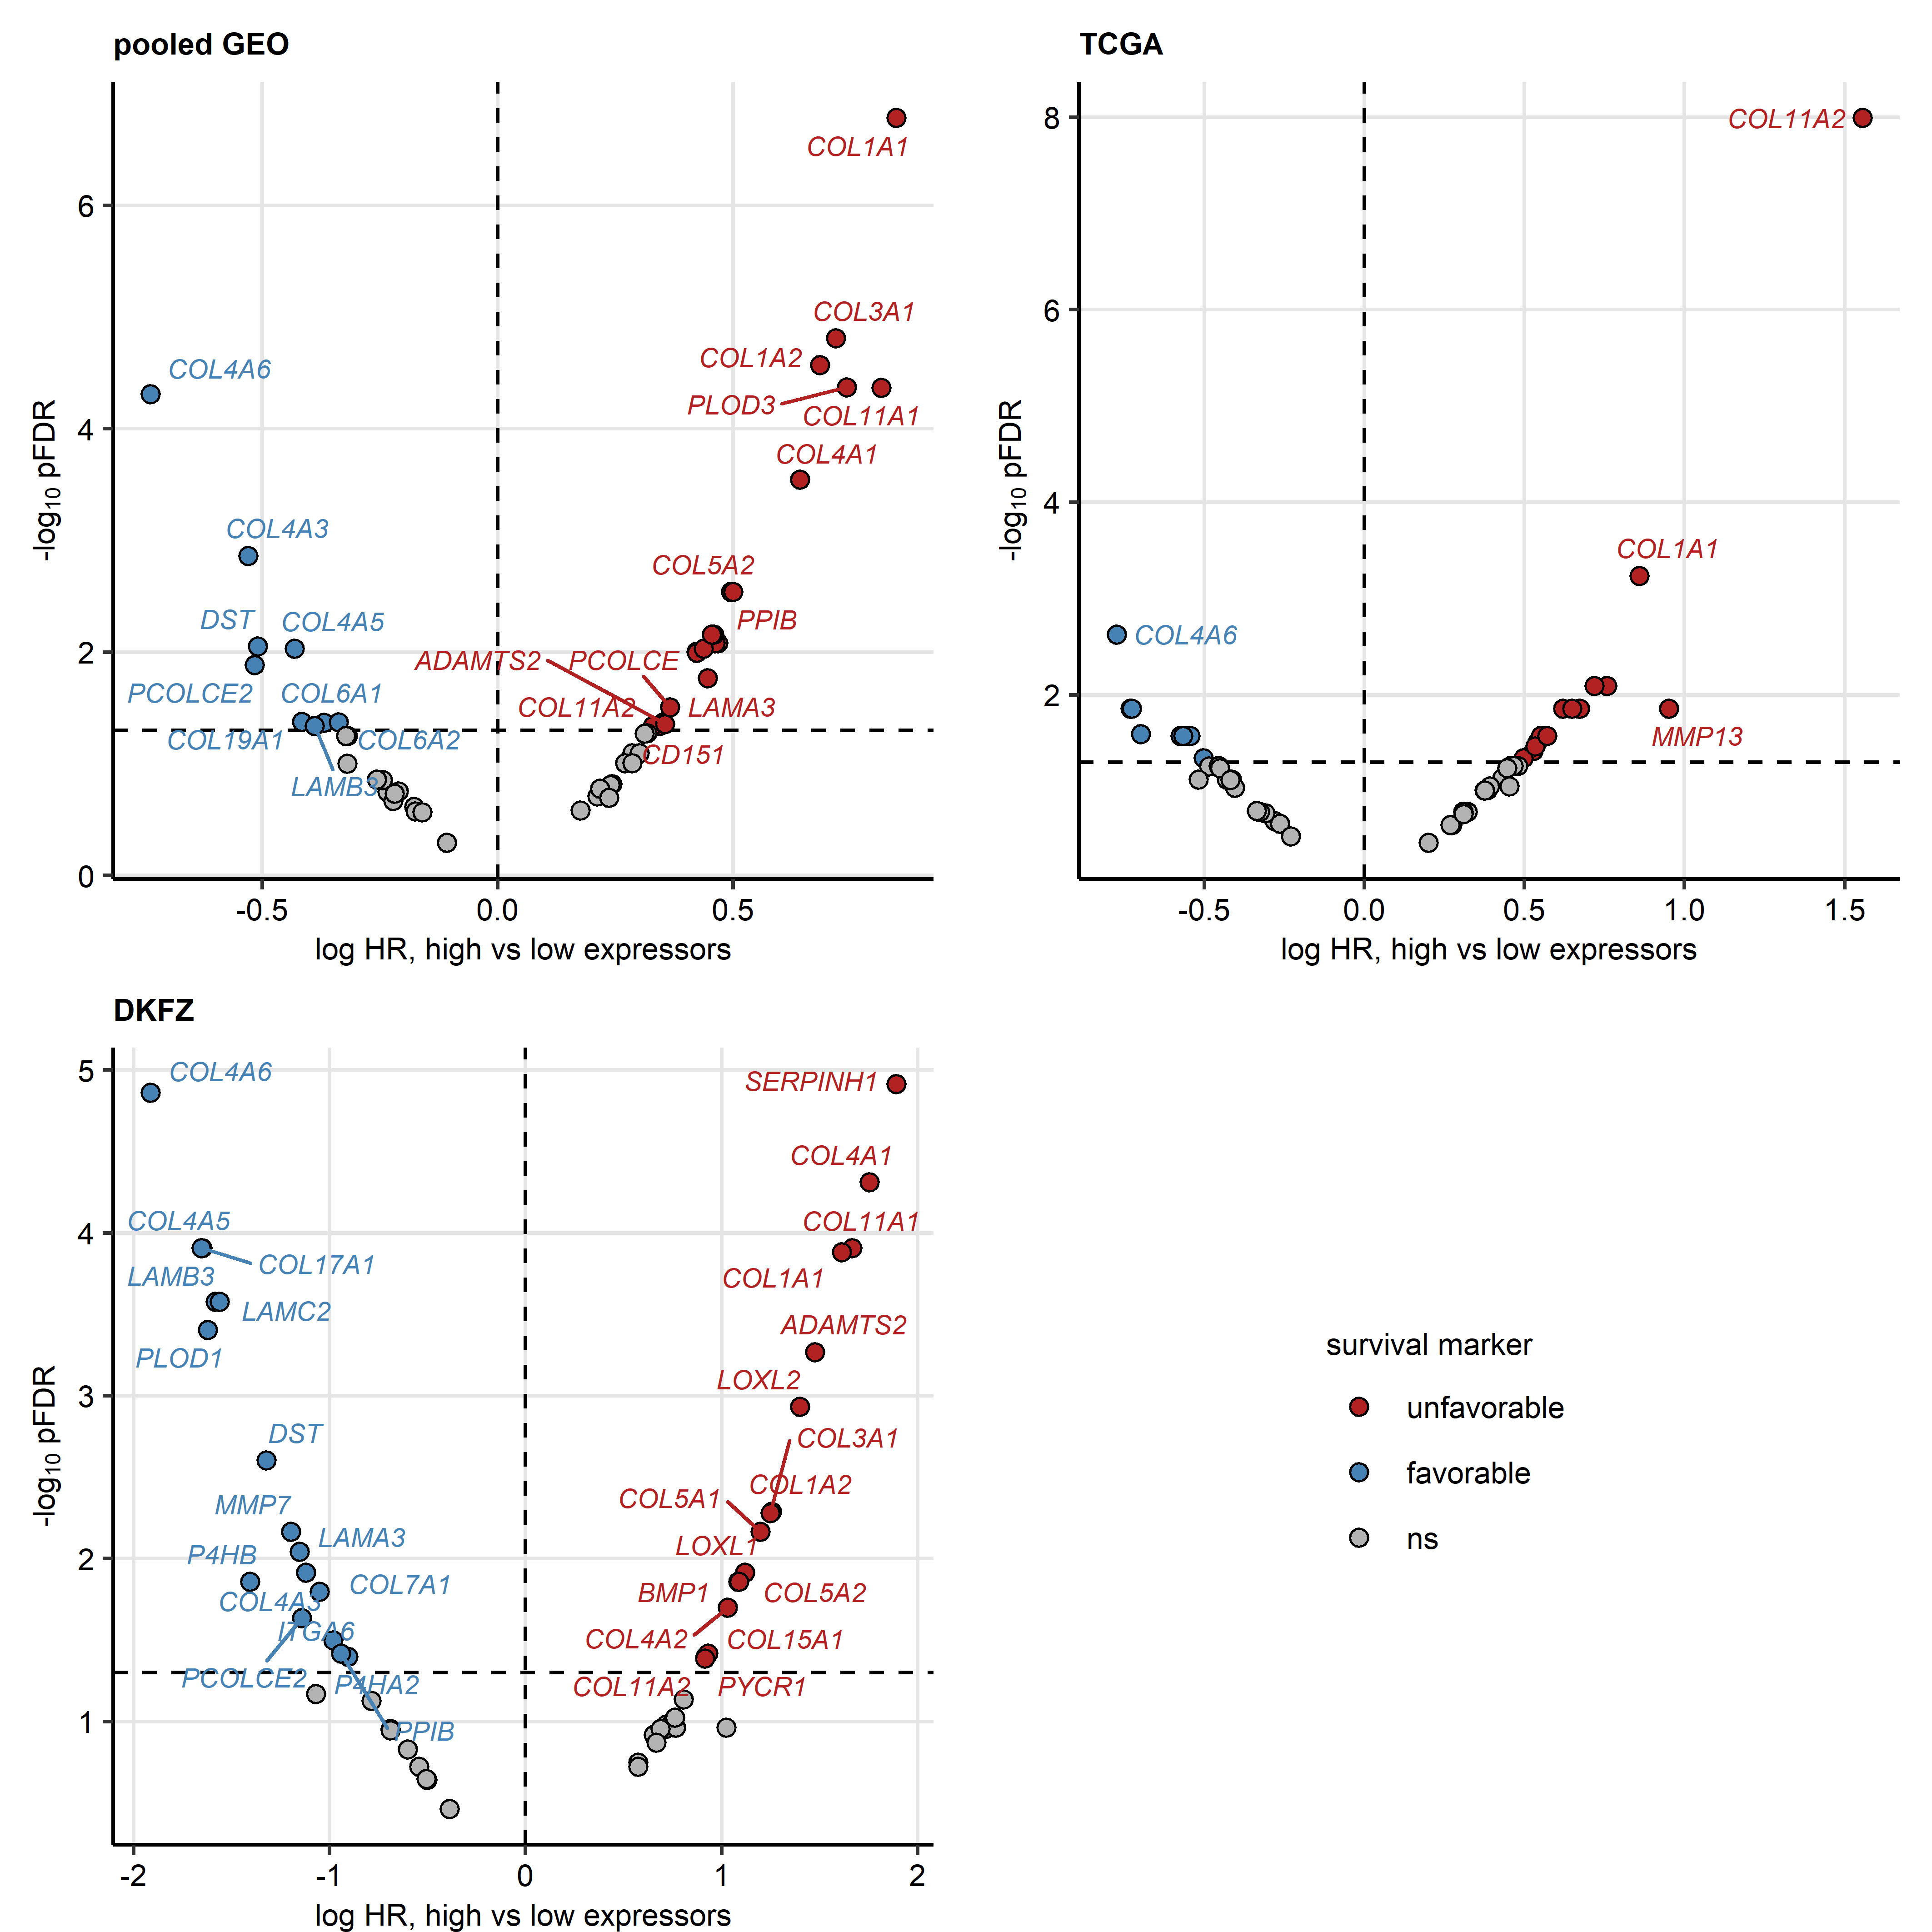 pooled GEO
COL1A1
6
COL3A1
COL1A2
COL4A6
PLOD3
COL11A1
4
COL4A1
COL4A3
COL5A2
DST
COL4A5
PPIB
2
ADAMTS2
PCOLCE
PCOLCE2
COL6A1
COL11A2
LAMA3
COL19A1
COL6A2
CD151
LAMB3
0
-log10 pFDR
-0.5
0.0
0.5
log HR, high vs low expressors
TCGA
8
COL11A2
6
4
COL1A1
COL4A6
2
MMP13
-log10 pFDR
-0.5
0.0
0.5
1.0
1.5
log HR, high vs low expressors
DKFZ
5
COL4A6
SERPINH1
COL4A1
COL4A5
COL11A1
4
COL17A1
LAMB3
COL1A1
LAMC2
ADAMTS2
PLOD1
LOXL2
3
DST
COL3A1
COL1A2
MMP7
COL5A1
LAMA3
LOXL1
P4HB
2
COL7A1
BMP1
COL5A2
COL4A3
ITGA6
COL4A2
COL15A1
PCOLCE2
P4HA2
COL11A2
PYCR1
1
PPIB
-log10 pFDR
-2
-1
0
1
2
log HR, high vs low expressors
survival marker
unfavorable
favorable
ns